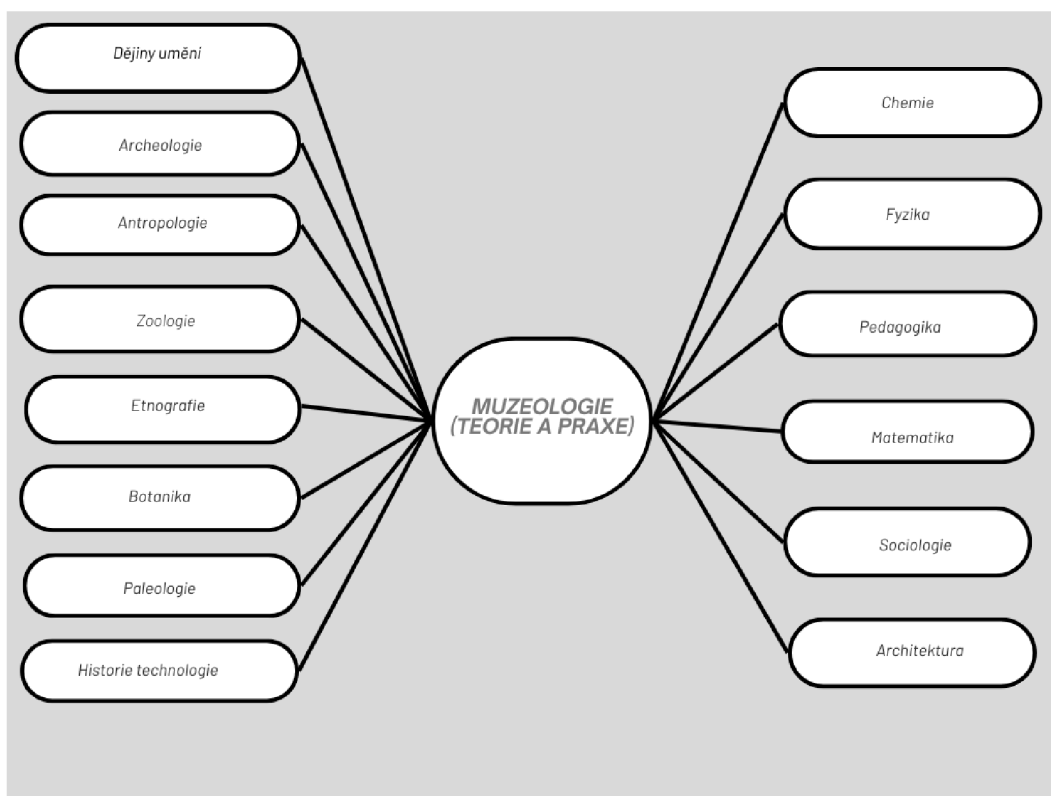 Dějiny umění
Archeologie
Antropologie
Zoologie
Etnografie
Botanika
Paleologie
Historie technologie
MUZEOLOGIE
(TEORIE A PRAXE)
Chemie
Fyzika
Pedagogika
Matematika
Sociologie
Architektura